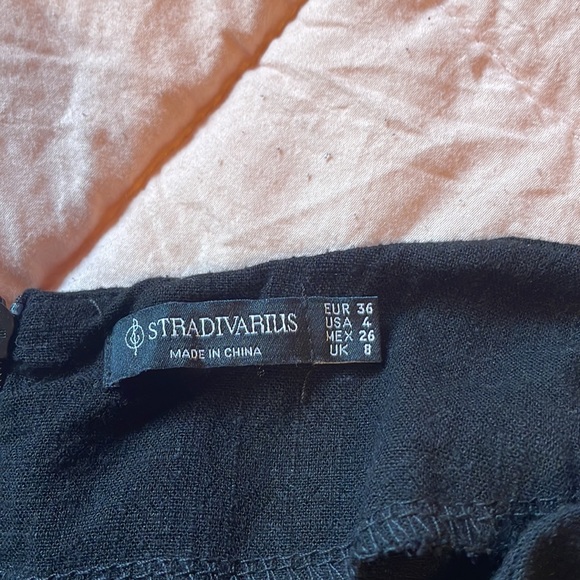 STRADIVARIUS
MADE IN CHINA
EUR 36
USA 4
MEX 26
UK 8